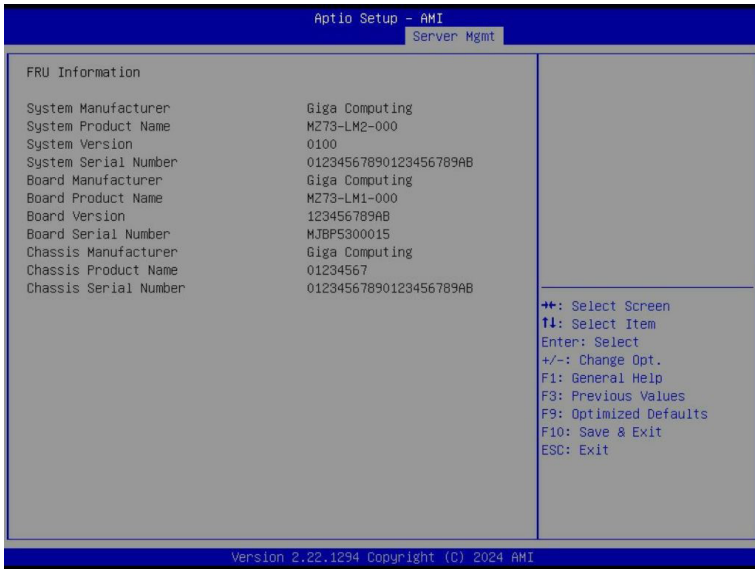 Aptio Setup – AMI
Server Mgmt
FRU Information
System Manufacturer Giga Computing
System Product Name MZ73-LM2-000
System Version 0100
System Serial Number 01234567890123456789AB
Board Manufacturer Giga Computing
Board Product Name MZ73-LM1-000
Board Version 123456789AB
Board Serial Number MJBP5300015
Chassis Manufacturer Giga Computing
Chassis Product Name 01234567
Chassis Serial Number 01234567890123456789AB
→←: Select Screen
↑↓: Select Item
Enter: Select
+/-: Change Opt.
F1: General Help
F3: Previous Values
F9: Optimized Defaults
F10: Save & Exit
ESC: Exit
Version 2.22.1294 Copyright (C) 2024 AMI